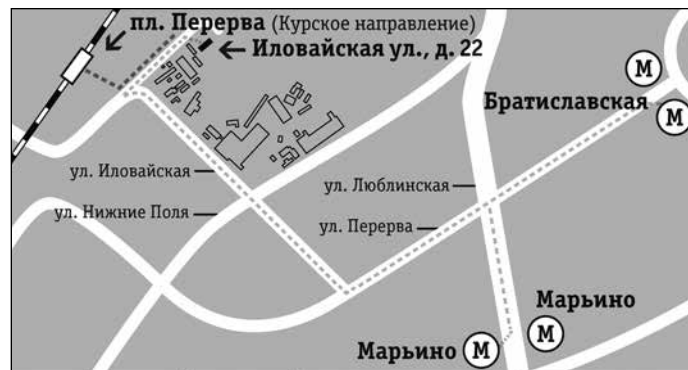 пл. Перерва (Курское направление)
Иловайская ул., д. 22
М
Братиславская
М
ул. Иловайская
ул. Люблинская
ул. Нижние Поля
ул. Перерва
Марьино
М
Марьино
М